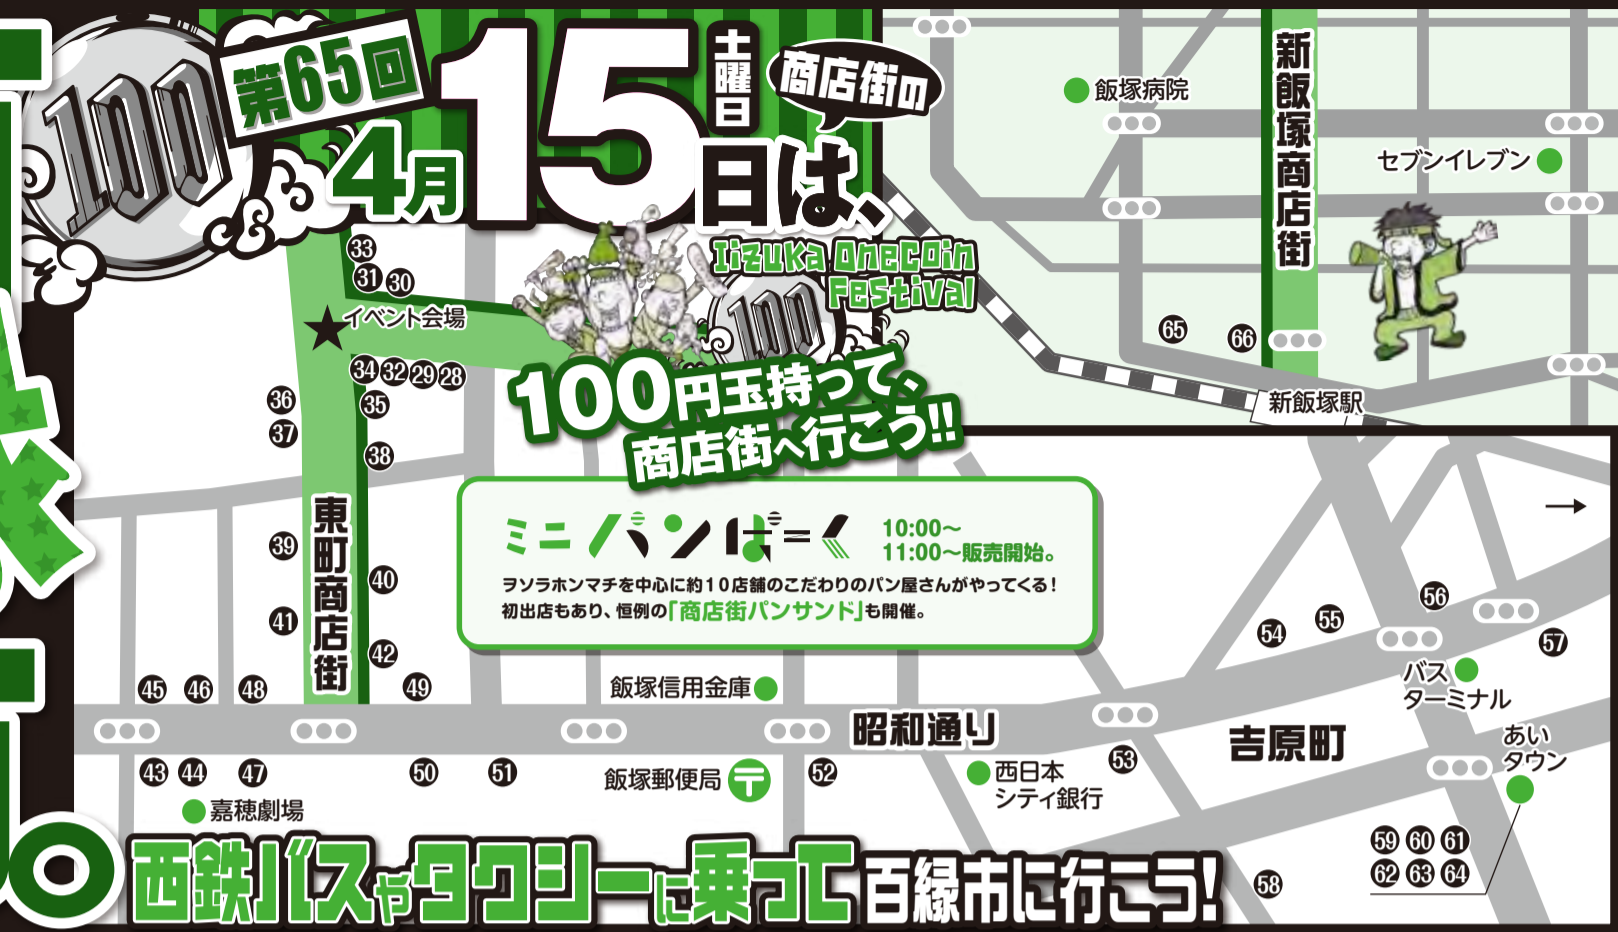 100
第65回
4月15日は、
土曜日
商店街の
Iizuka OneCoin
Festival
100
100円玉持って、
商店街へ行こう!!
33
31 30
イベント会場
34 32 29 28
36
35
37
38
東町商店街
39
40
41
42
45 46 48
49
43 44 47
50 51
52
嘉穂劇場
飯塚信用金庫
飯塚郵便局
昭和通り
西日本
シティ銀行
53
吉原町
54 55 56
57
バス
ターミナル
あい
タウン
59 60 61
62 63 64
58
→
ミニ パンばーく
10:00～
11:00～販売開始。
ヲソラホンマチを中心に約10店舗のこだわりのパン屋さんがやってくる!
初出店もあり、恒例の「商店街パンサンド」も開催。
飯塚病院
新飯塚商店街
セブンイレブン
65
66
新飯塚駅
西鉄バスやタクシーに乗って百縁市に行こう!